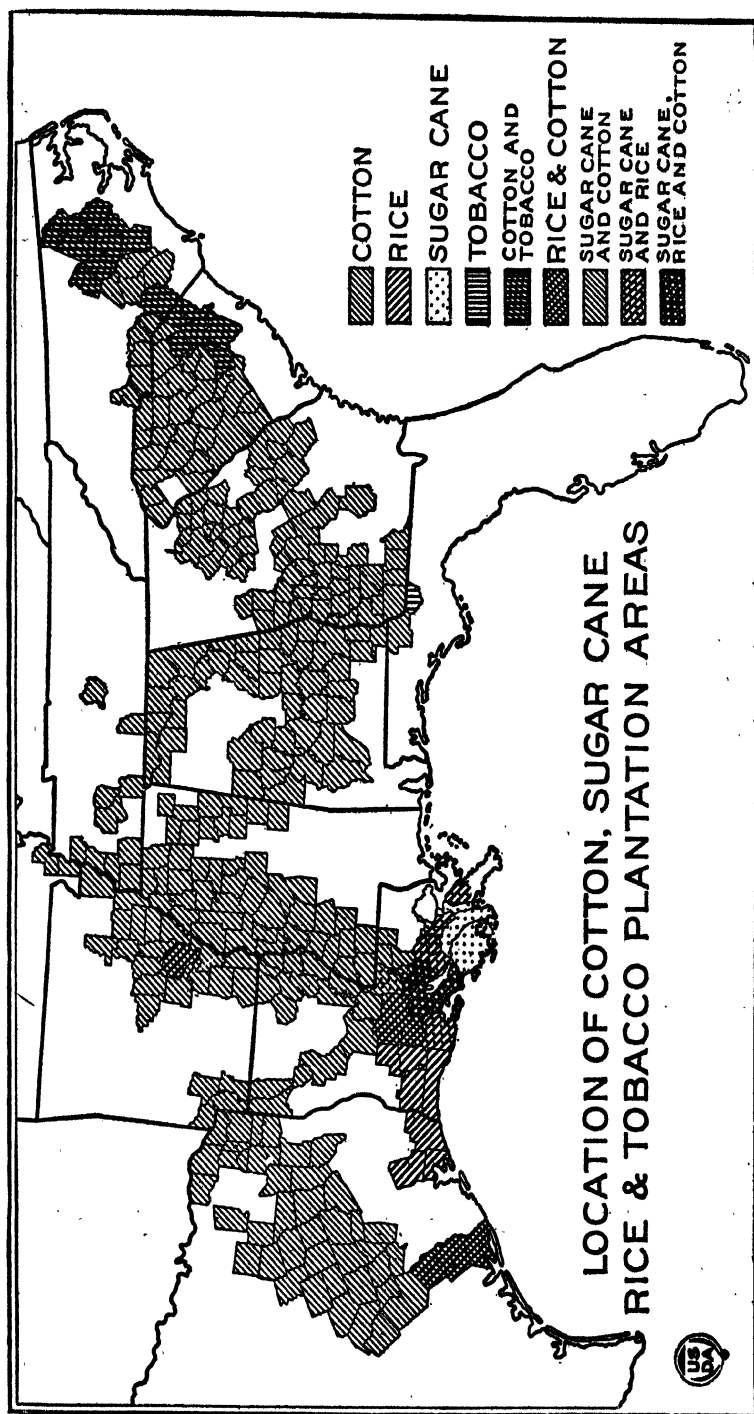 COTTON
RICE
SUGAR CANE
TOBACCO
COTTON AND
TOBACCO
RICE & COTTON
SUGAR CANE
AND COTTON
SUGAR CANE
AND RICE
SUGAR CANE,
RICE AND COTTON
LOCATION OF COTTON, SUGAR CANE
RICE & TOBACCO PLANTATION AREAS
US
DA